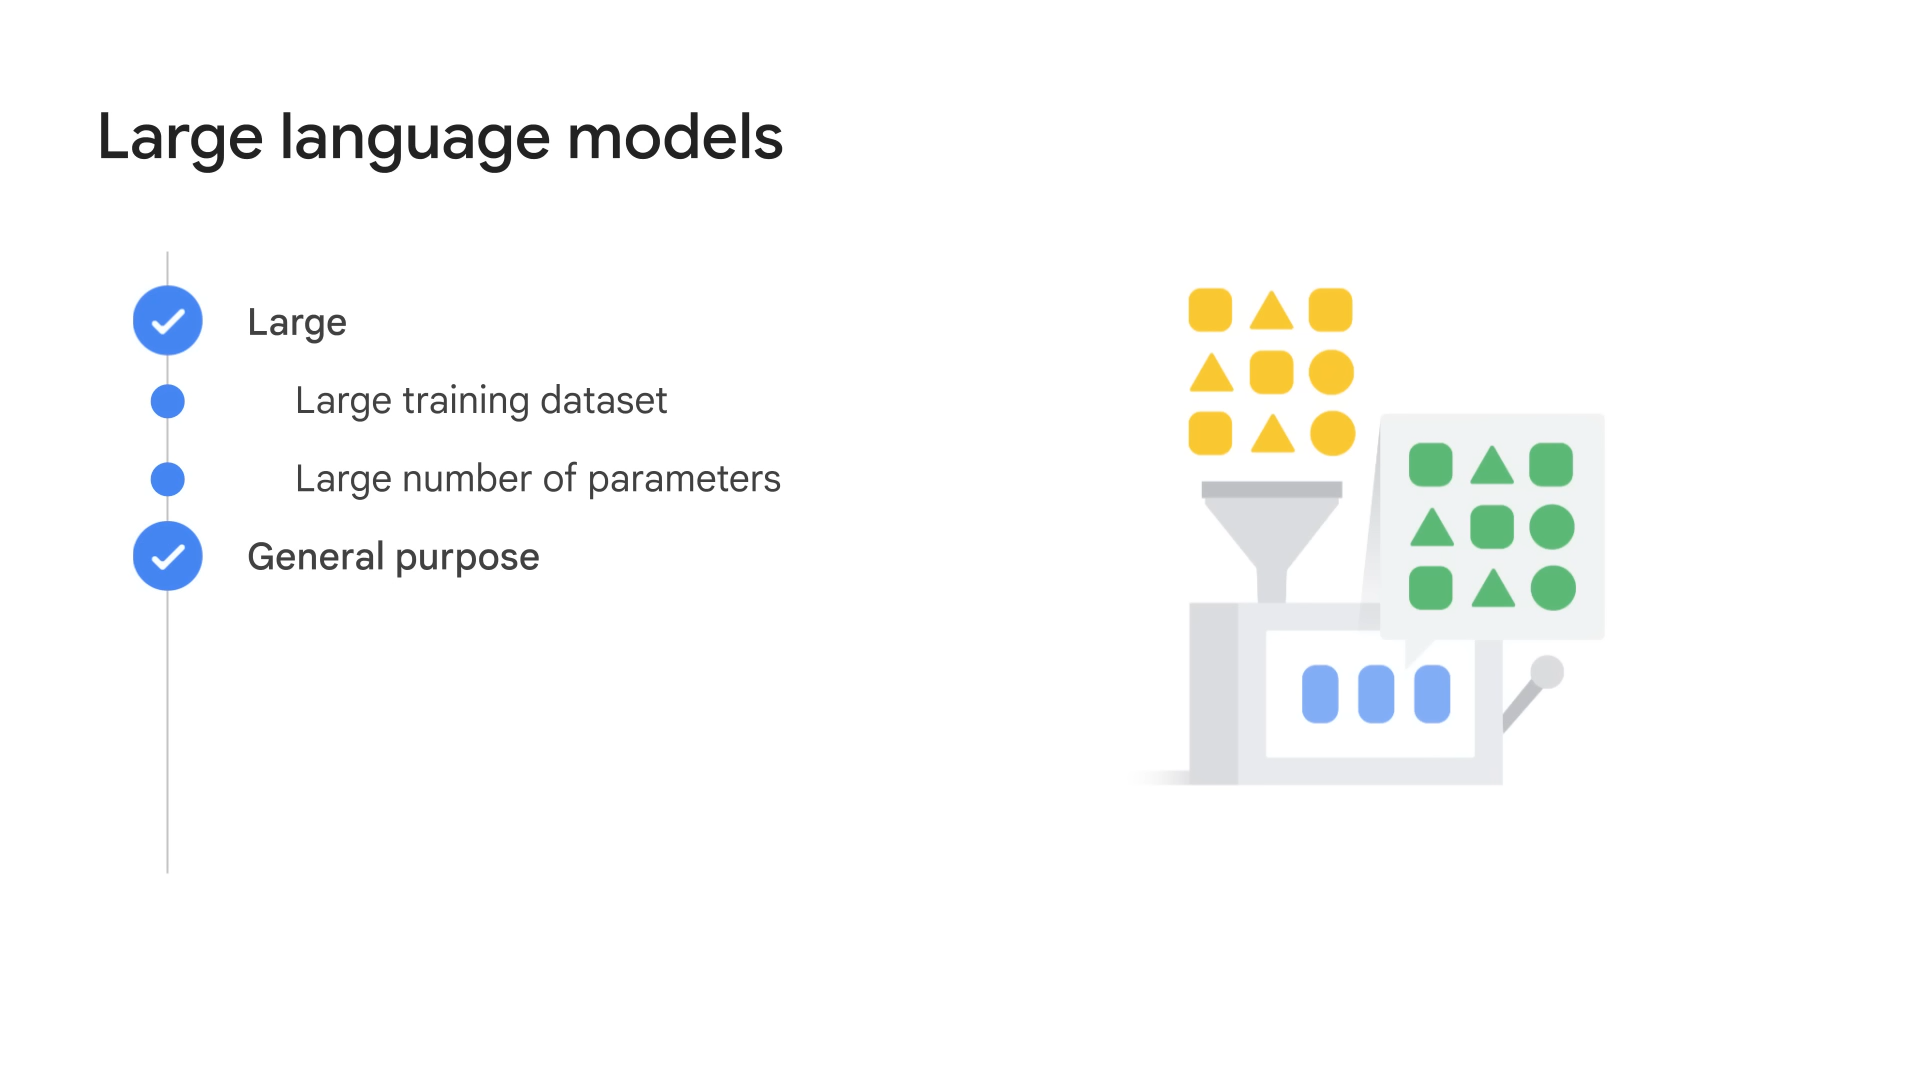 Large language models
Large
Large training dataset
Large number of parameters
General purpose